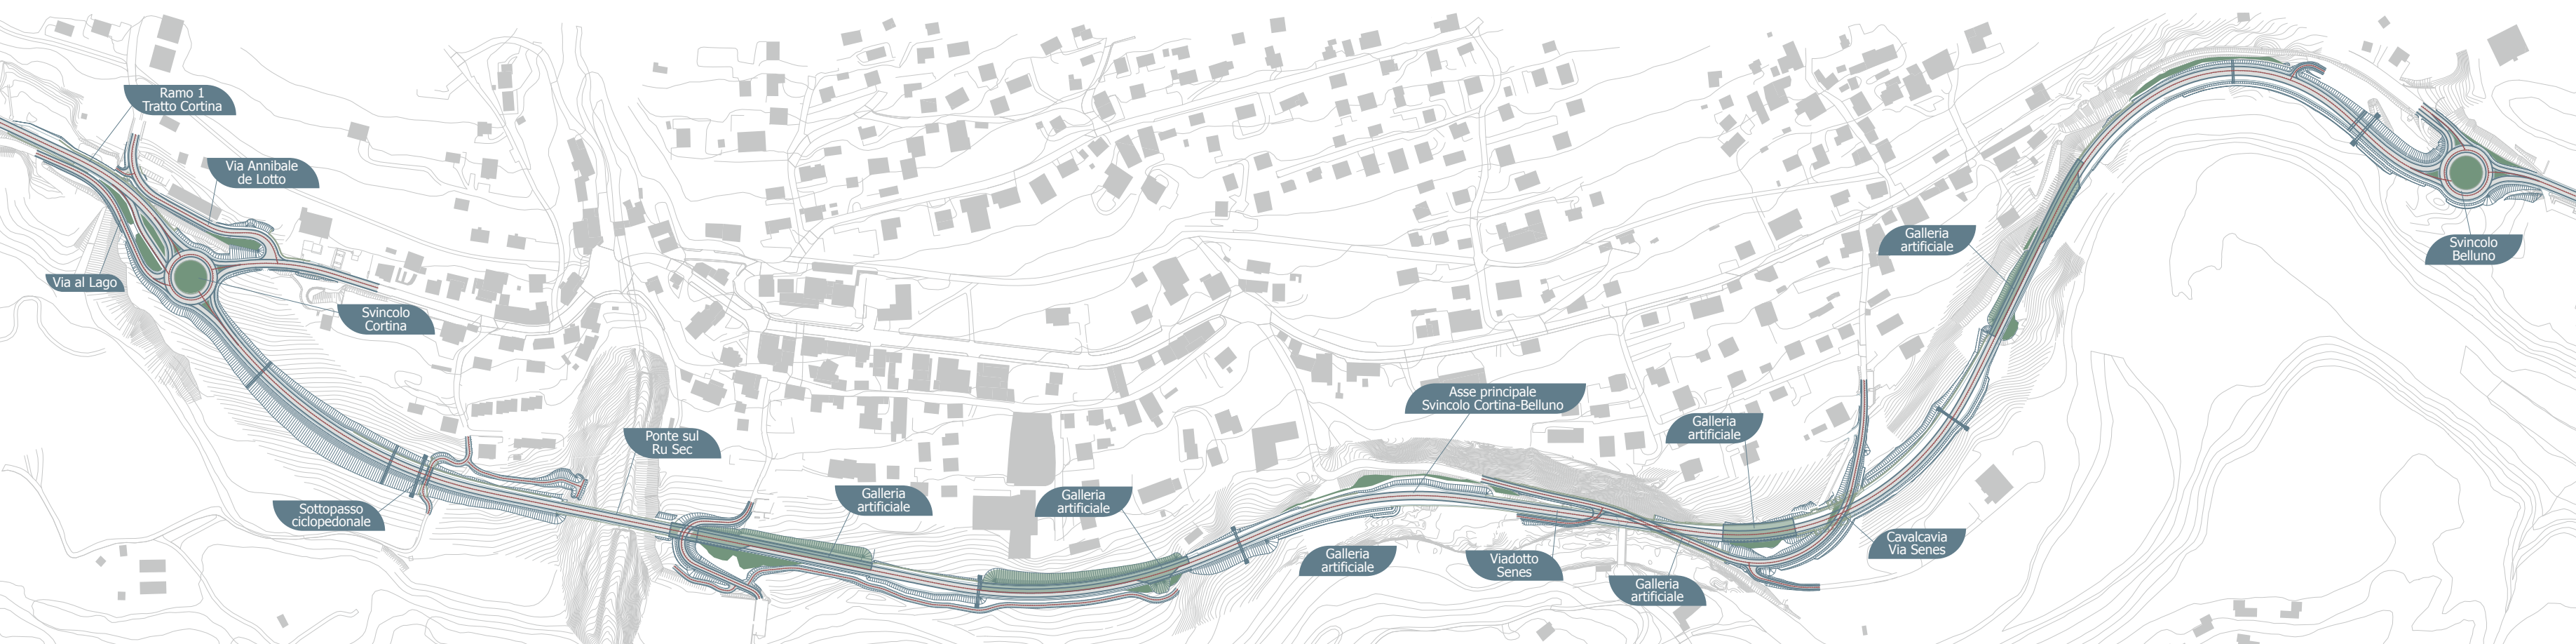 Ramo 1
Tratto Cortina
Via Annibale
de Lotto
Via al Lago
Svincolo
Cortina
Sottopasso
ciclopedonale
Ponte sul
Ru Sec
Galleria
artificiale
Galleria
artificiale
Galleria
artificiale
Asse principale
Svincolo Cortina-Belluno
Viadotto
Senes
Galleria
artificiale
Galleria
artificiale
Cavalcavia
Via Senes
Galleria
artificiale
Svincolo
Belluno